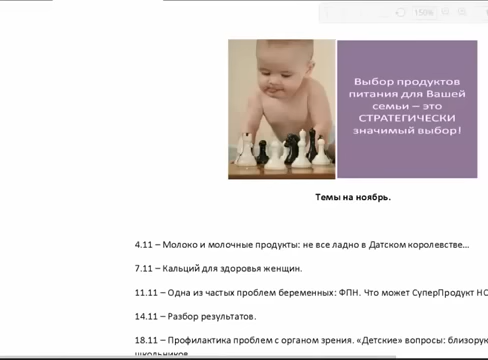 150%
Выбор продуктов
питания для Вашей
семьи – это
СТРАТЕГИЧЕСКИ
значимый выбор!
Темы на ноябрь.
4.11 – Молоко и молочные продукты: не все ладно в Датском королевстве…
7.11 – Кальций для здоровья женщин.
11.11 – Одна из частых проблем беременных: ФПН. Что может СуперПродукт НС
14.11 – Разбор результатов.
18.11 – Профилактика проблем с органом зрения. «Детские» вопросы: близорук
школьников